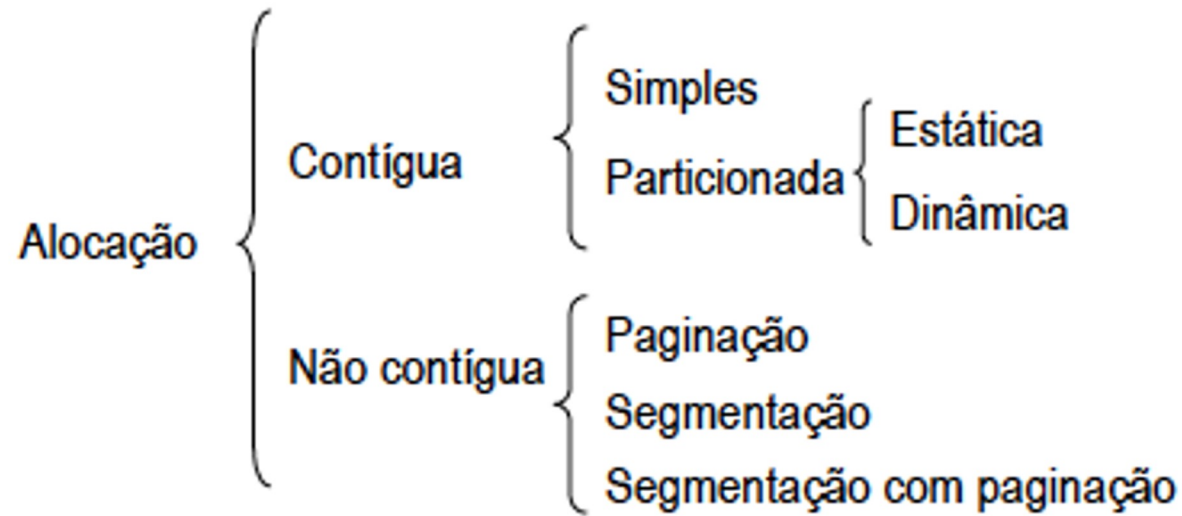 Alocação
Contígua
Simples
Particionada
Estática
Dinâmica
Não contígua
Paginação
Segmentação
Segmentação com paginação